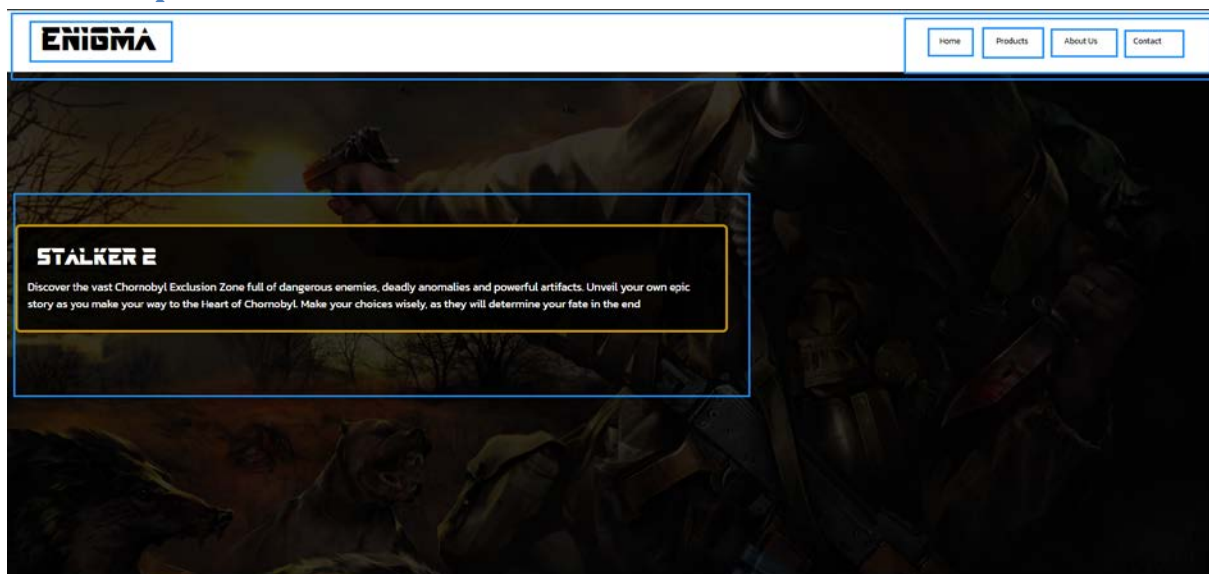 ENIGMA
Home Products About Us Contact
STALKER 2
Discover the vast Chornobyl Exclusion Zone full of dangerous enemies, deadly anomalies and powerful artifacts. Unveil your own epic
story as you make your way to the Heart of Chornobyl. Make your choices wisely, as they will determine your fate in the end